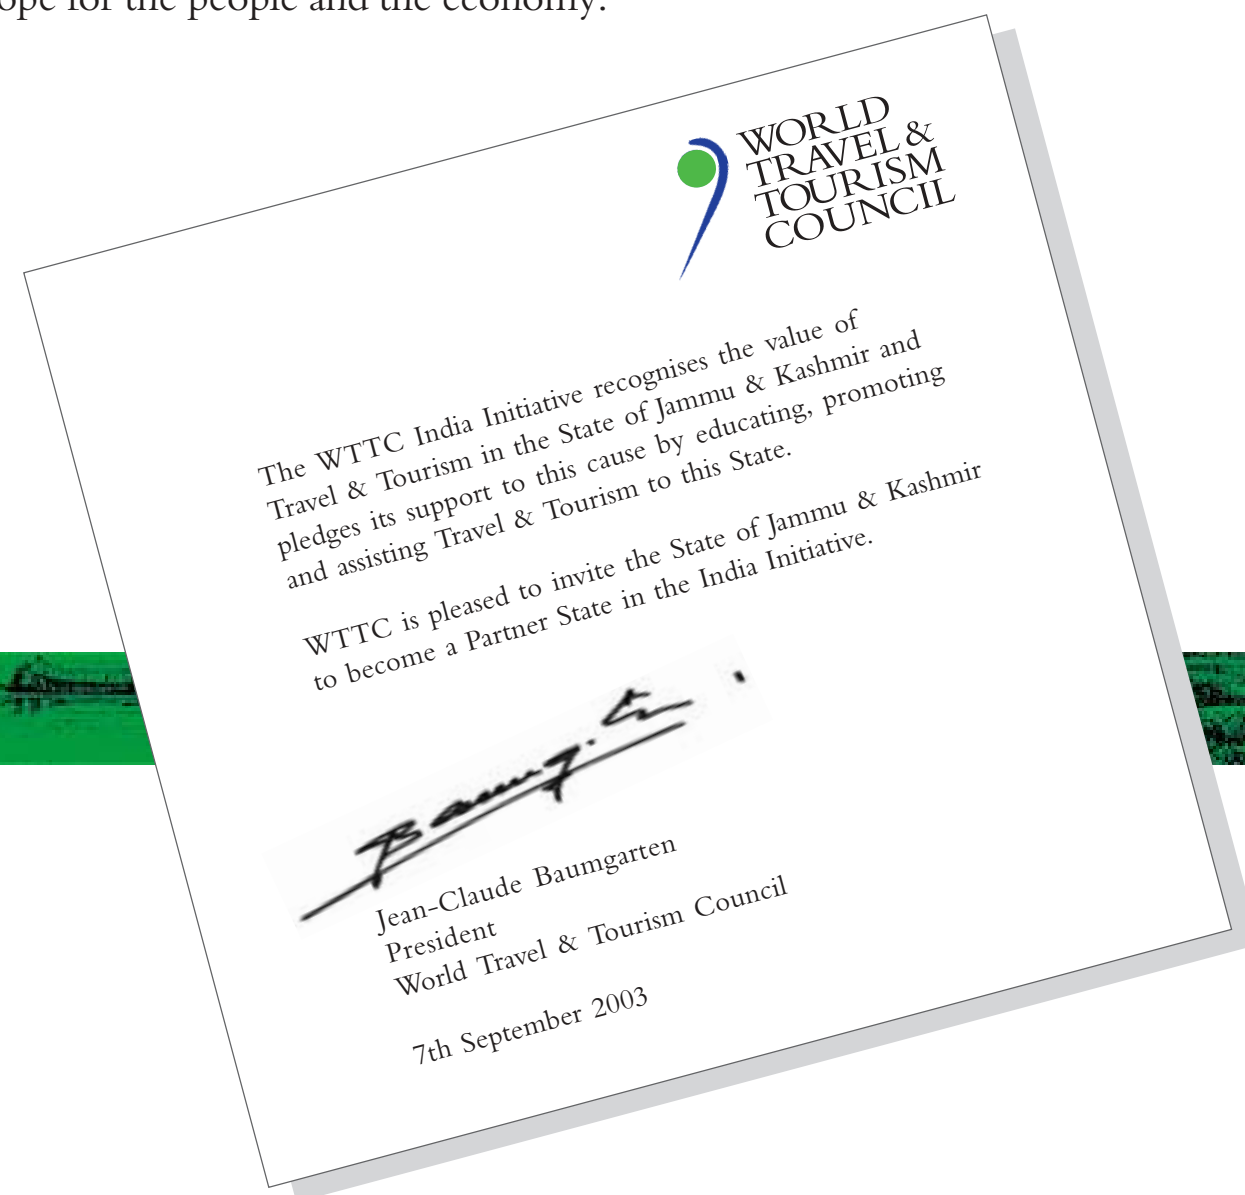 ope for the people and the economy.
WORLD
TRAVEL &
TOURISM
COUNCIL
The WTTC India Initiative recognises the value of
Travel & Tourism in the State of Jammu & Kashmir and
pledges its support to this cause by educating, promoting
and assisting Travel & Tourism to this State.
WTTC is pleased to invite the State of Jammu & Kashmir
to become a Partner State in the India Initiative.
Jean-Claude Baumgarten
President
World Travel & Tourism Council
7th September 2003